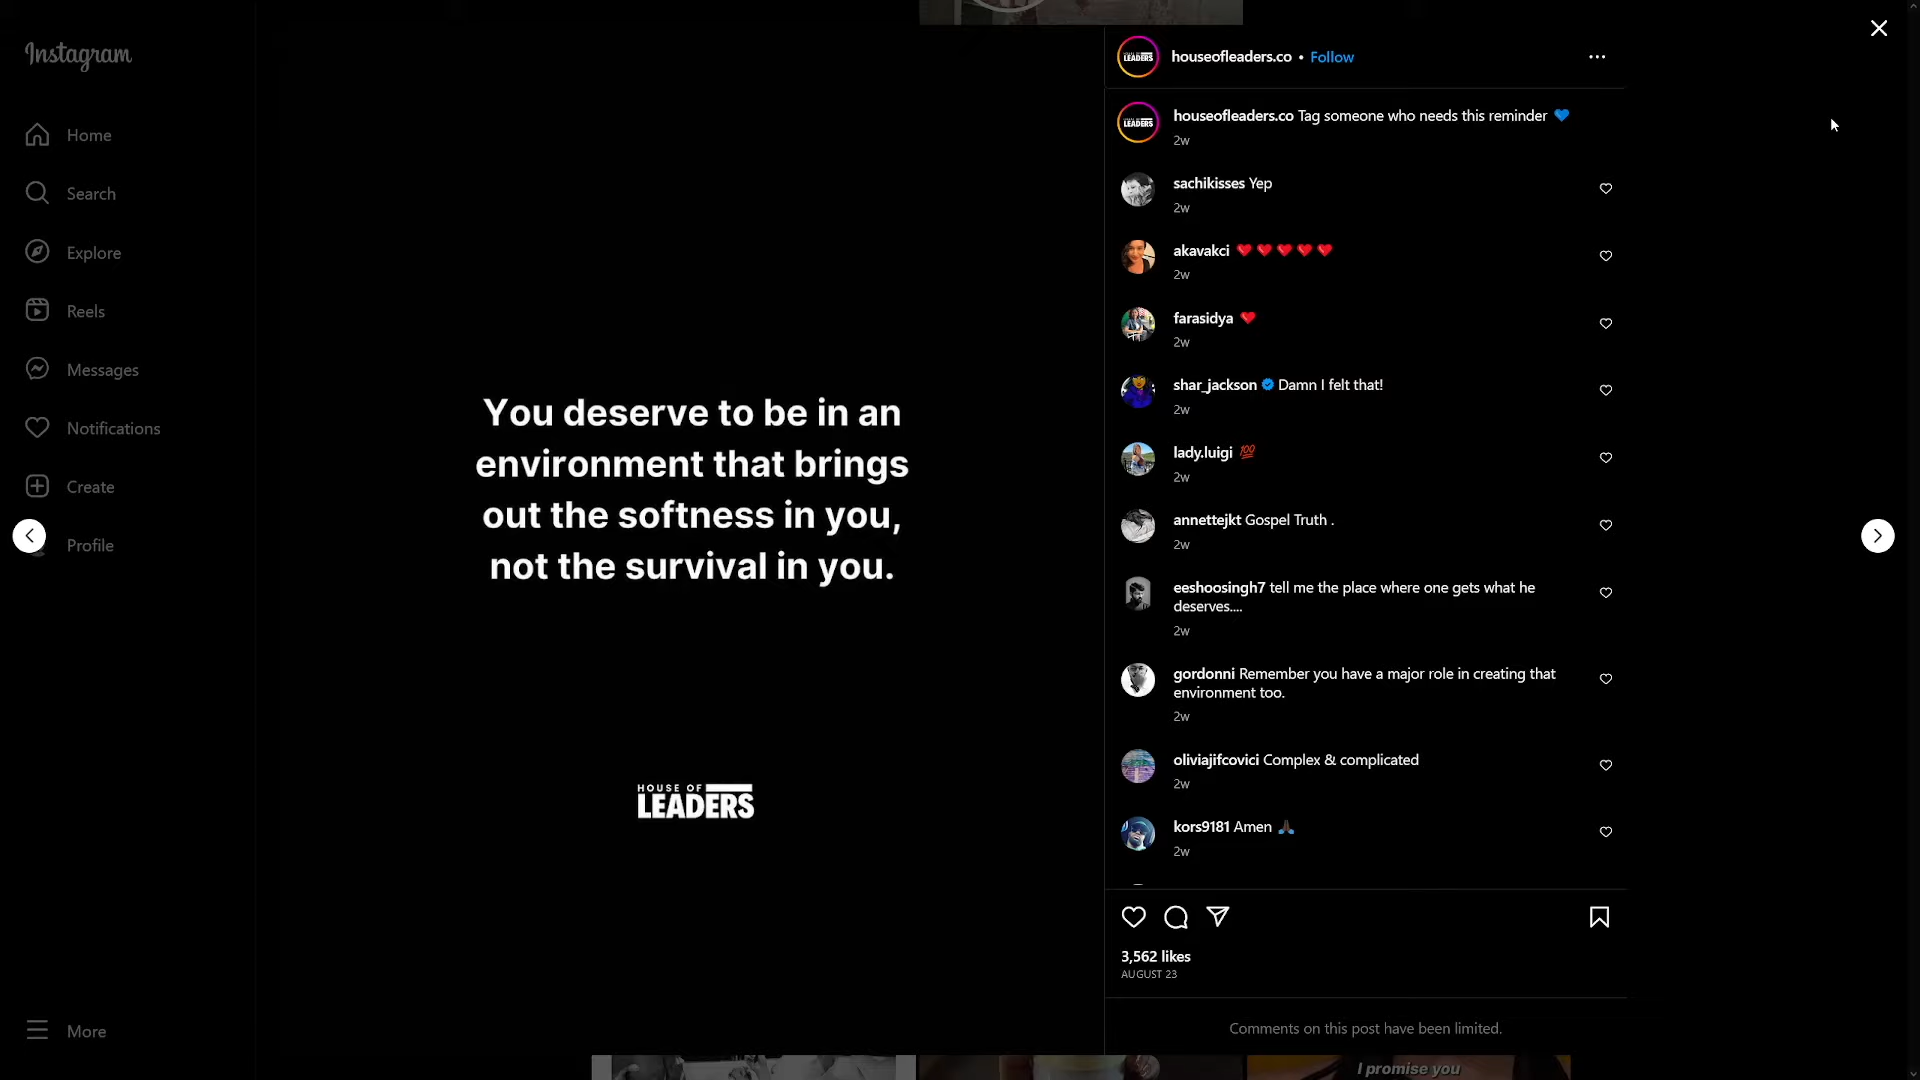 Instagram
Home
Search
Explore
Reels
Messages
Notifications
Create
Profile
More
You deserve to be in an
environment that brings
out the softness in you,
not the survival in you.
HOUSE OF
LEADERS
LEADERS
houseofleaders.co • Follow
LEADERS
houseofleaders.co Tag someone who needs this reminder 💙
2w
sachikisses Yep
2w
akavakci ❤️❤️❤️❤️❤️
2w
farasidya ❤️
2w
shar_jackson Damn I felt that!
2w
lady.luigi 💯
2w
annettejkt Gospel Truth .
2w
eeshoosingh7 tell me the place where one gets what he
deserves....
2w
gordonni Remember you have a major role in creating that
environment too.
2w
oliviajifcovici Complex & complicated
2w
kors9181 Amen 🙏🏿
2w
3,562 likes
AUGUST 23
Comments on this post have been limited.
I promise you